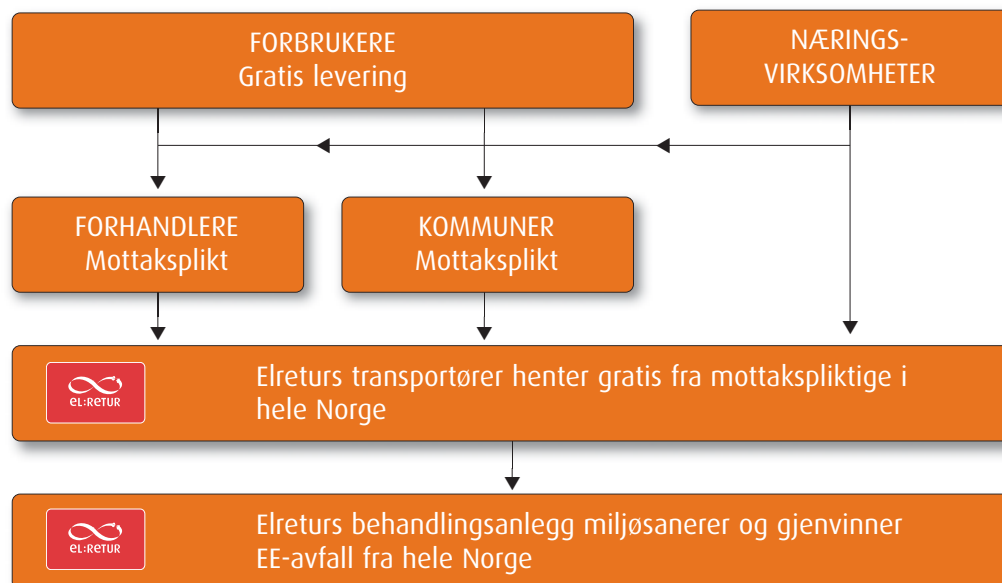 FORBRUKERE
Gratis levering
NÆRINGS-
VIRKSOMHETER
FORHANDLERE
Mottaksplikt
KOMMUNER
Mottaksplikt
eL:ReTUR
Elreturs transportører henter gratis fra mottakspliktige i
hele Norge
eL:ReTUR
Elreturs behandlingsanlegg miljøsanerer og gjenvinner
EE-avfall fra hele Norge